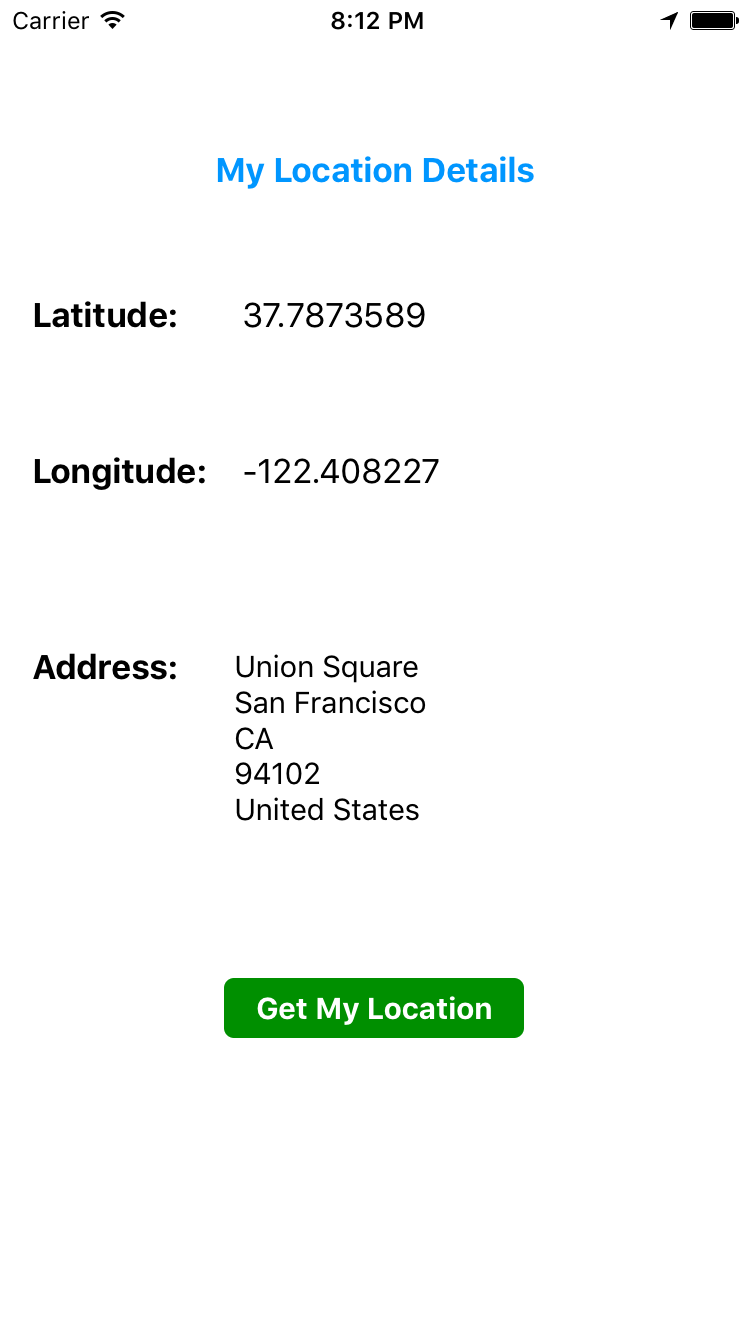 Carrier 8:12 PM
My Location Details
Latitude: 37.7873589
Longitude: -122.408227
Address: Union Square
San Francisco
CA
94102
United States
Get My Location